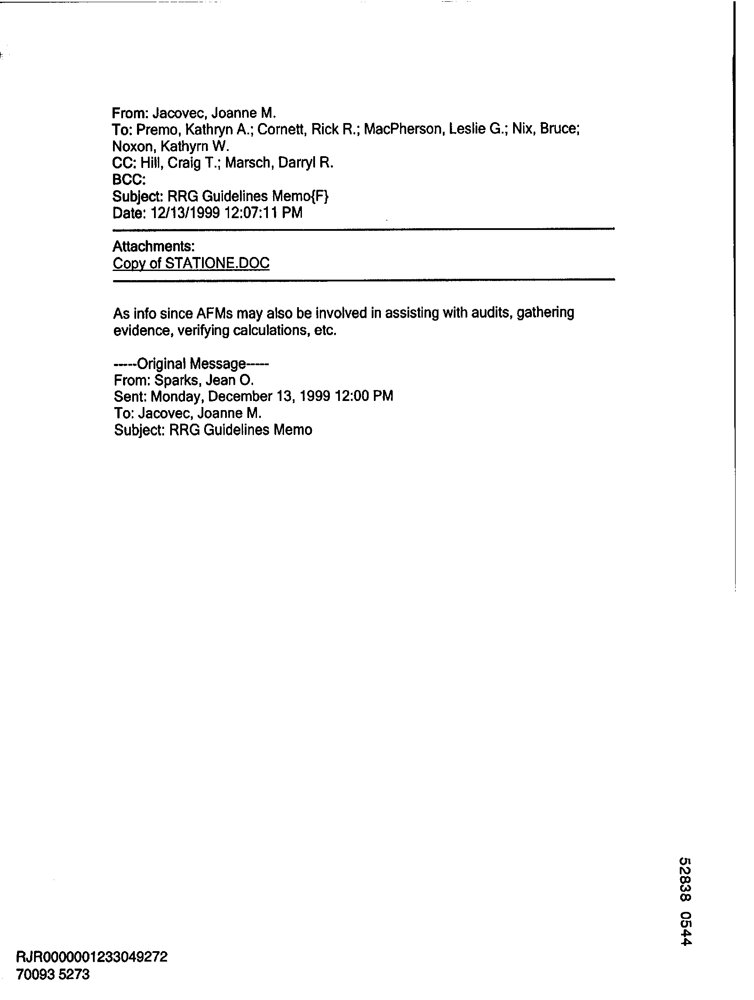 From: Jacovec, Joanne M.
To: Premo, Kathryn A.; Cornett, Rick R.; MacPherson, Leslie G.; Nix, Bruce;
Noxon, Kathyrn W.
CC: Hill, Craig T.; Marsch, Darryl R.
BCC:
Subject: RRG Guidelines Memo{F}
Date: 12/13/1999 12:07:11 PM
Attachments:
Copy of STATIONE.DOC
As info since AFMs may also be involved in assisting with audits, gathering
evidence, verifying calculations, etc.
-----Original Message-----
From: Sparks, Jean O.
Sent: Monday, December 13, 1999 12:00 PM
To: Jacovec, Joanne M.
Subject: RRG Guidelines Memo
52838 0544
RJR0000001233049272
70093 5273